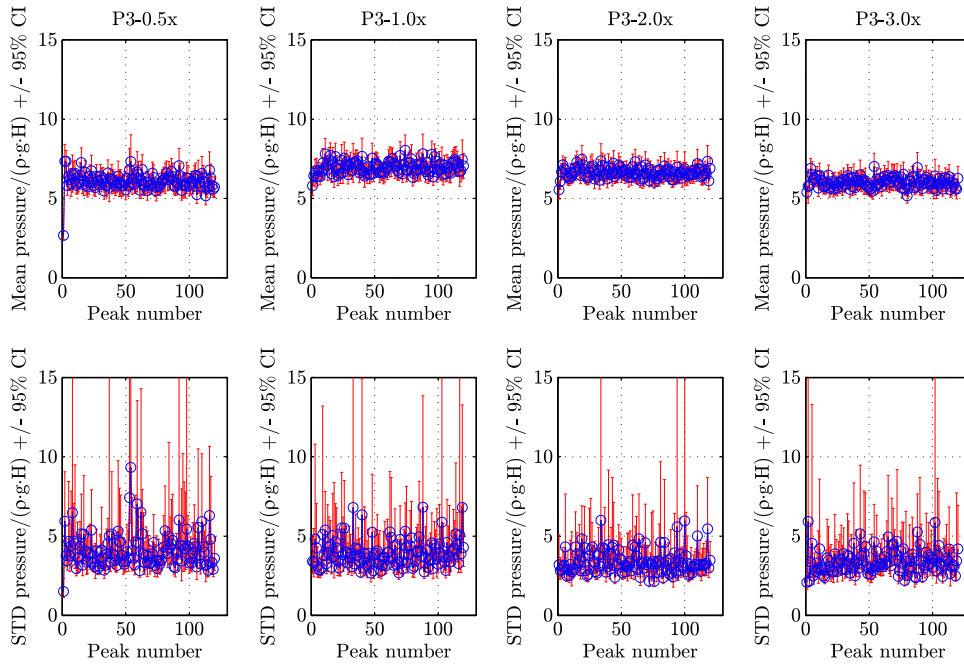 P3-0.5x
P3-1.0x
P3-2.0x
P3-3.0x
Mean pressure/(ρ·g·H) +/- 95% CI
15
10
5
0
0 50 100
Peak number
Mean pressure/(ρ·g·H) +/- 95% CI
15
10
5
0
0 50 100
Peak number
Mean pressure/(ρ·g·H) +/- 95% CI
15
10
5
0
0 50 100
Peak number
Mean pressure/(ρ·g·H) +/- 95% CI
15
10
5
0
0 50 100
Peak number
STD pressure/(ρ·g·H) +/- 95% CI
15
10
5
0
0 50 100
Peak number
STD pressure/(ρ·g·H) +/- 95% CI
15
10
5
0
0 50 100
Peak number
STD pressure/(ρ·g·H) +/- 95% CI
15
10
5
0
0 50 100
Peak number
STD pressure/(ρ·g·H) +/- 95% CI
15
10
5
0
0 50 100
Peak number